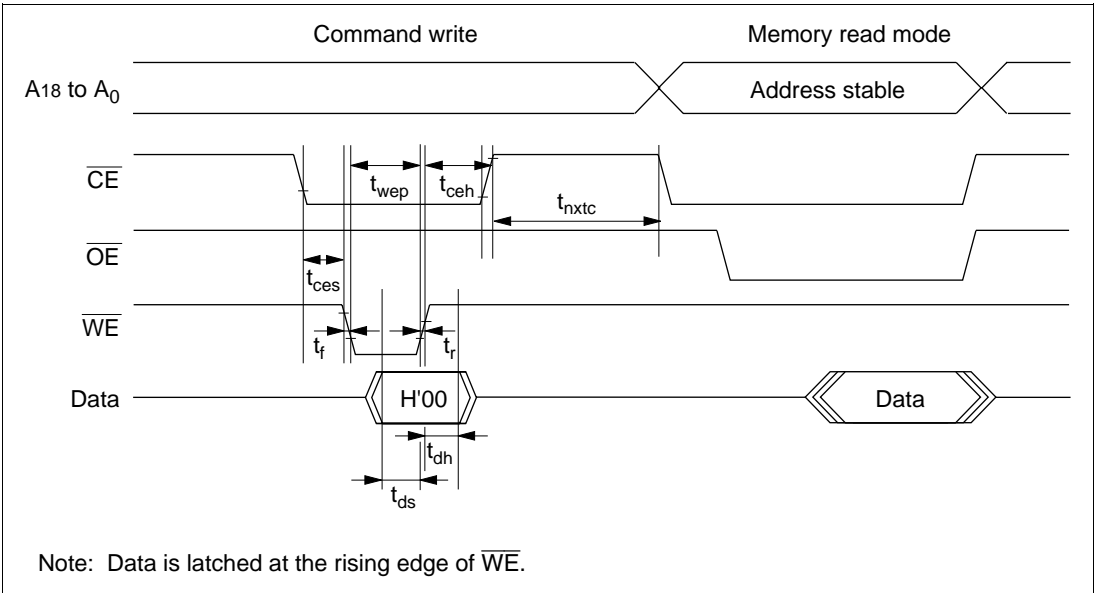 Command write
Memory read mode
A18 to A0
Address stable
CE
twep
tceh
tnxtc
OE
tces
WE
tf
tr
Data
H'00
Data
tdh
tds
Note: Data is latched at the rising edge of WE.